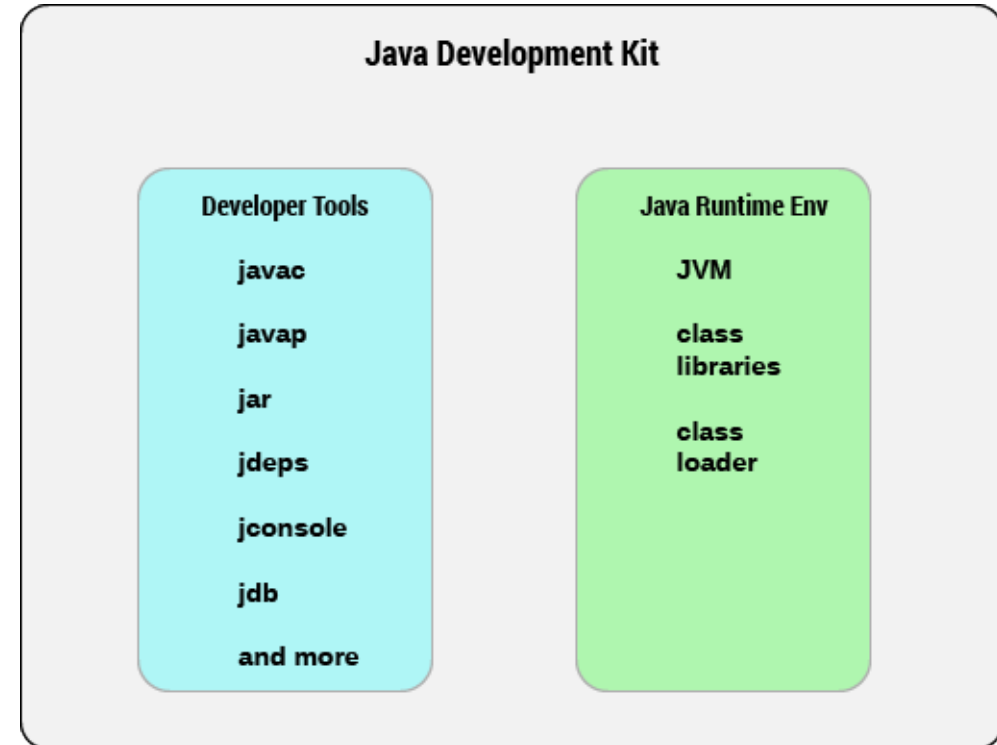 Java Development Kit
Developer Tools
javac
javap
jar
jdeps
jconsole
jdb
and more
Java Runtime Env
JVM
class
libraries
class
loader